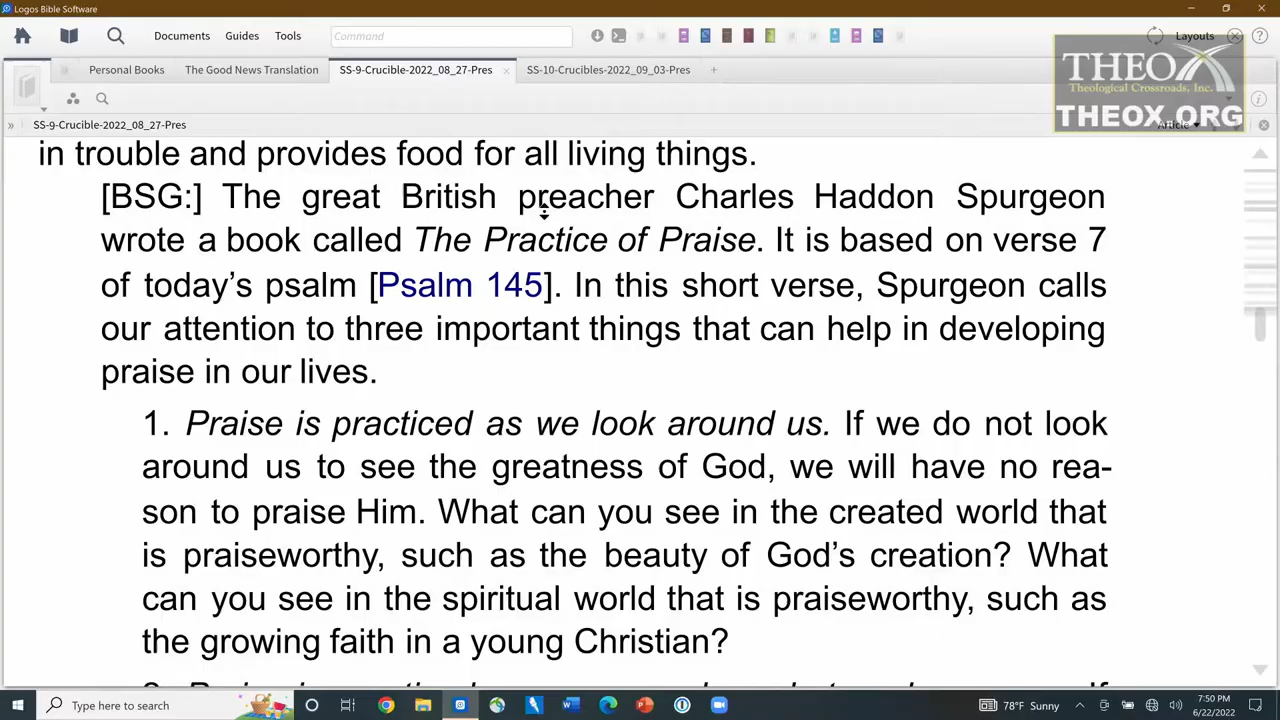 Logos Bible Software
Documents Guides Tools Command Layouts
THEOX
Theological Crossroads, Inc.
THEOX.ORG
Personal Books The Good News Translation SS-9-Crucible-2022_08_27-Pres SS-10-Crucibles-2022_09_03-Pres
SS-9-Crucible-2022_08_27-Pres Article
in trouble and provides food for all living things.
[BSG:] The great British preacher Charles Haddon Spurgeon
wrote a book called The Practice of Praise. It is based on verse 7
of today's psalm [Psalm 145]. In this short verse, Spurgeon calls
our attention to three important things that can help in developing
praise in our lives.
1. Praise is practiced as we look around us. If we do not look
around us to see the greatness of God, we will have no rea-
son to praise Him. What can you see in the created world that
is praiseworthy, such as the beauty of God's creation? What
can you see in the spiritual world that is praiseworthy, such as
the growing faith in a young Christian?
Type here to search 78°F Sunny 7:50 PM
6/22/2022